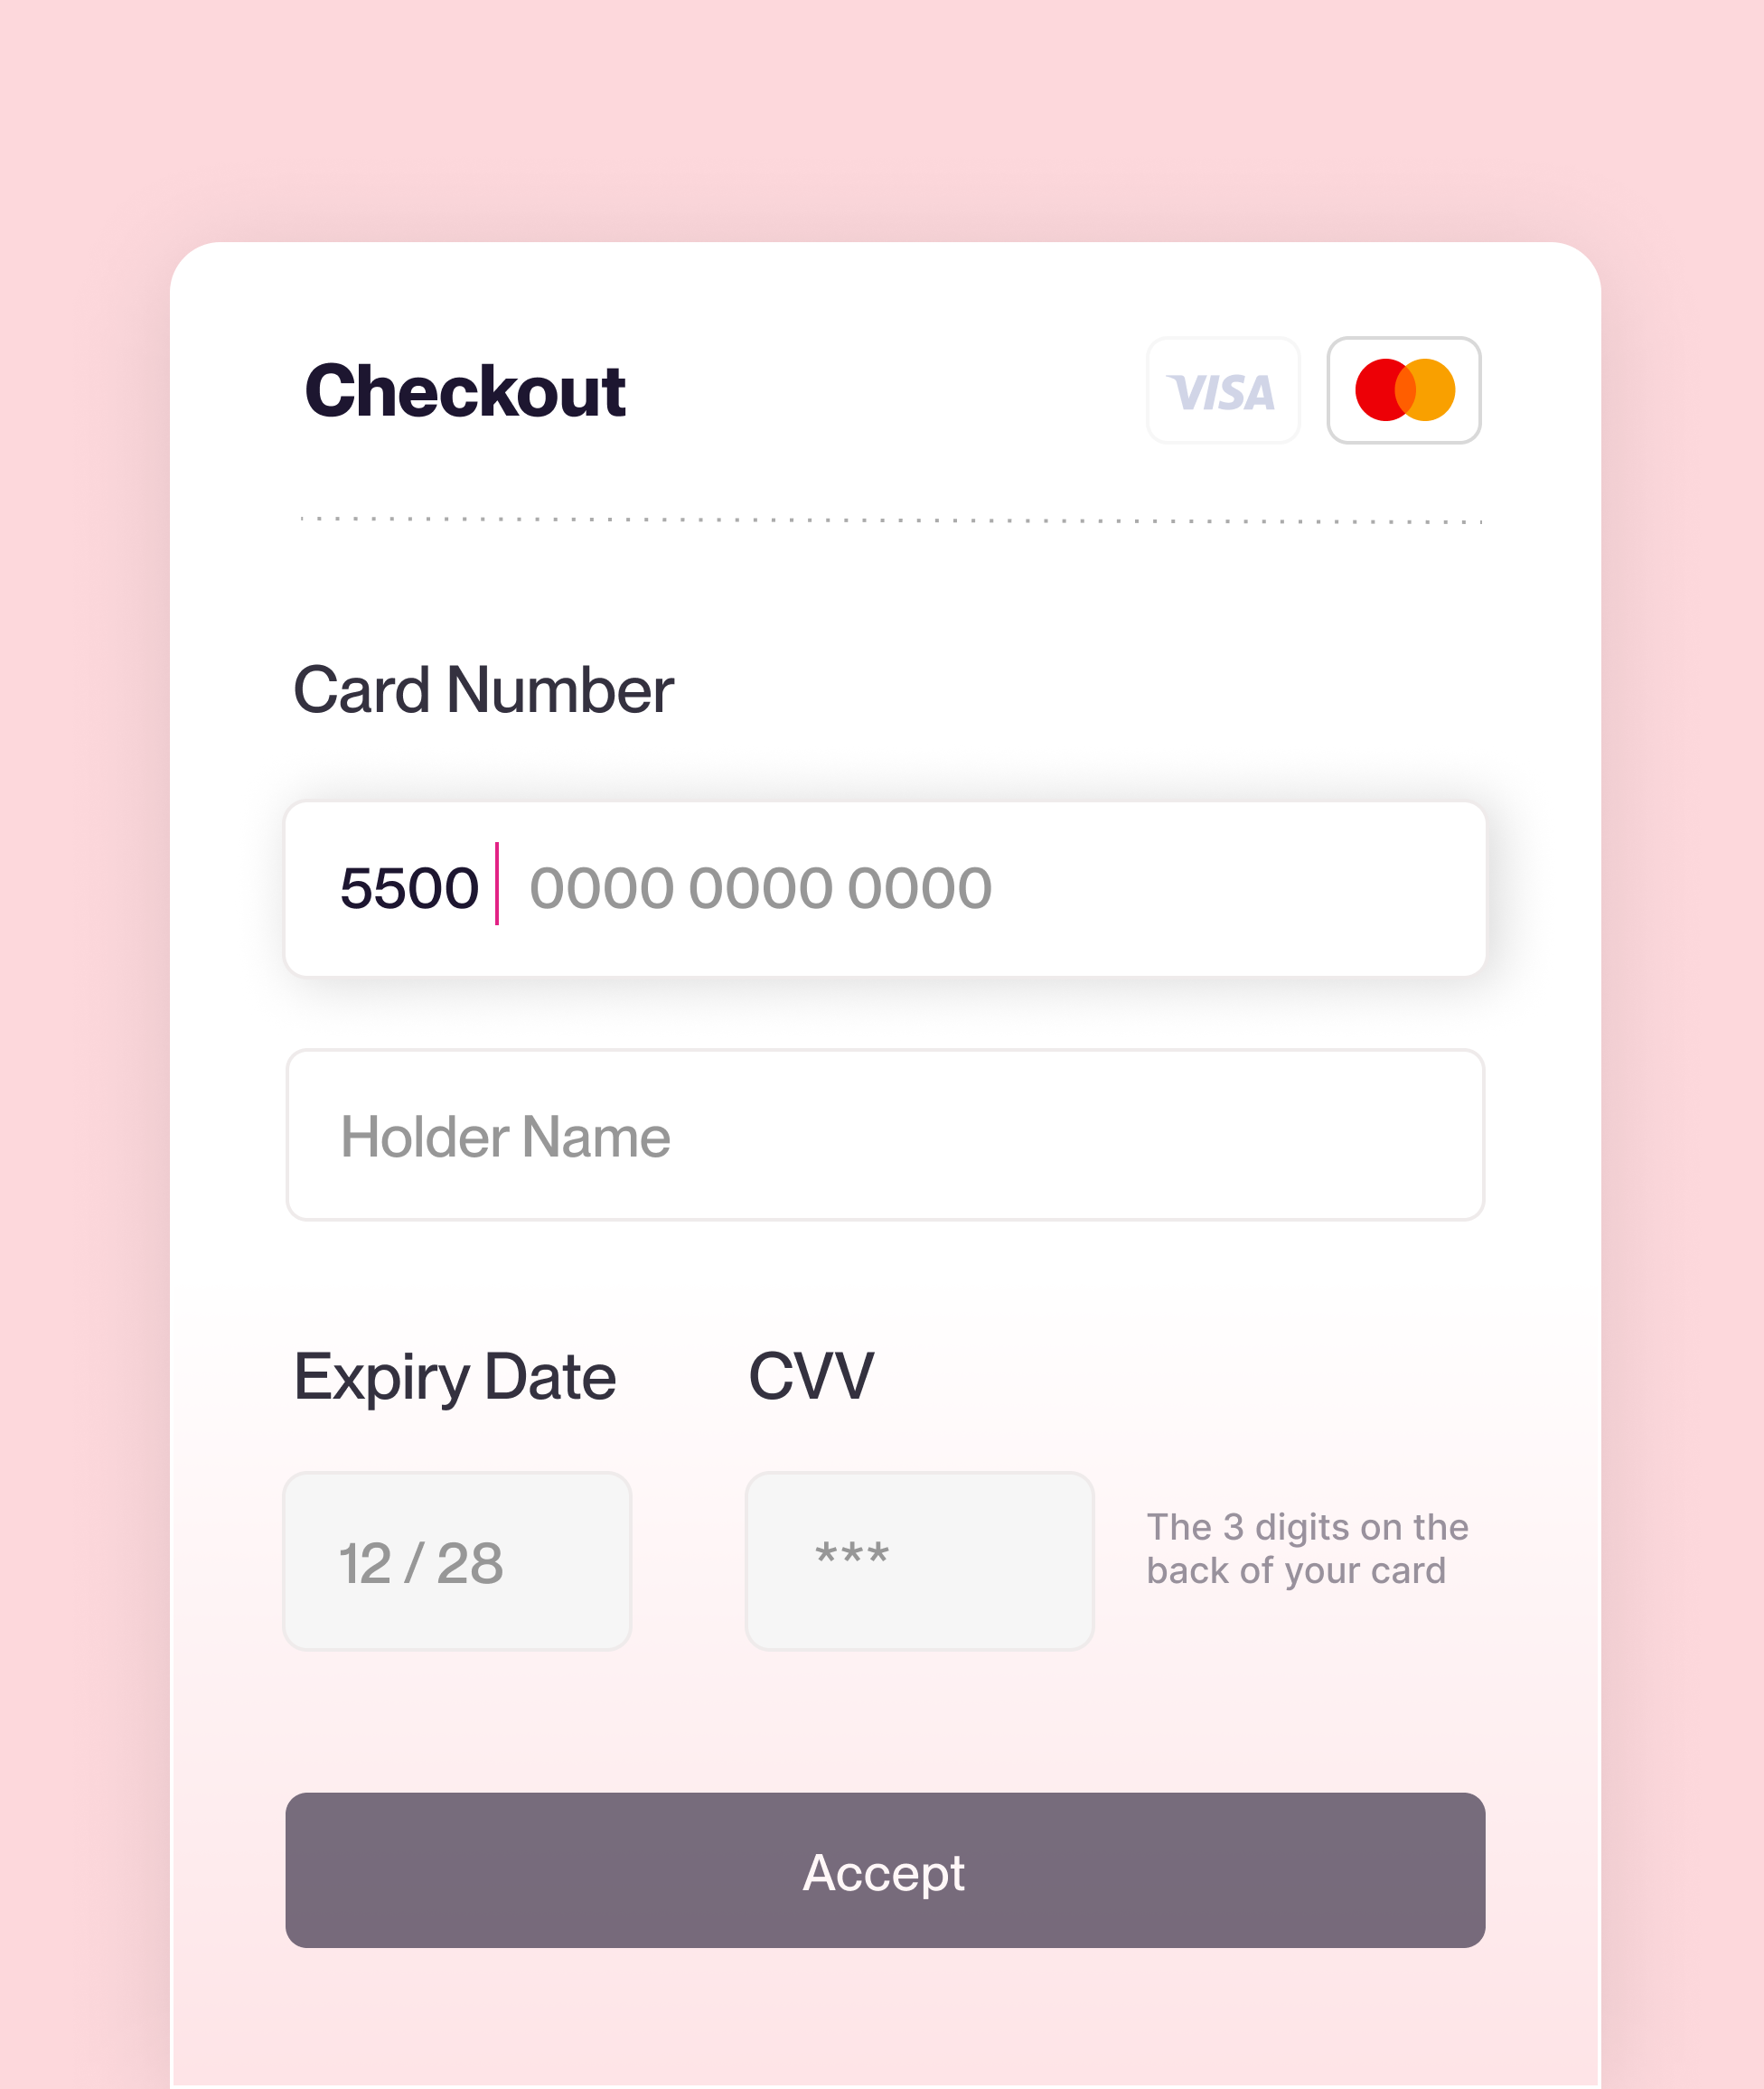 Checkout
VISA
Card Number
5500 0000 0000 0000
Holder Name
Expiry Date
CVV
12 / 28
***
The 3 digits on the
back of your card
Accept